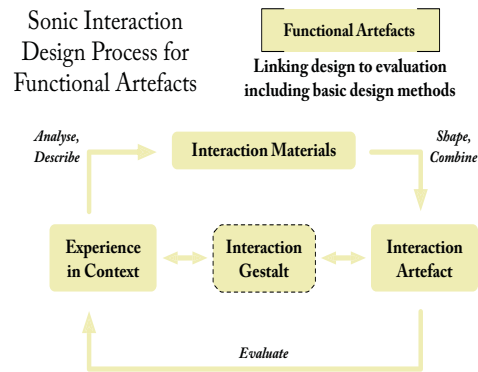 Sonic Interaction
Design Process for
Functional Artefacts
Functional Artefacts
Linking design to evaluation
including basic design methods
Analyse,
Describe
Interaction Materials
Shape,
Combine
Experience
in Context
Interaction
Gestalt
Interaction
Artefact
Evaluate